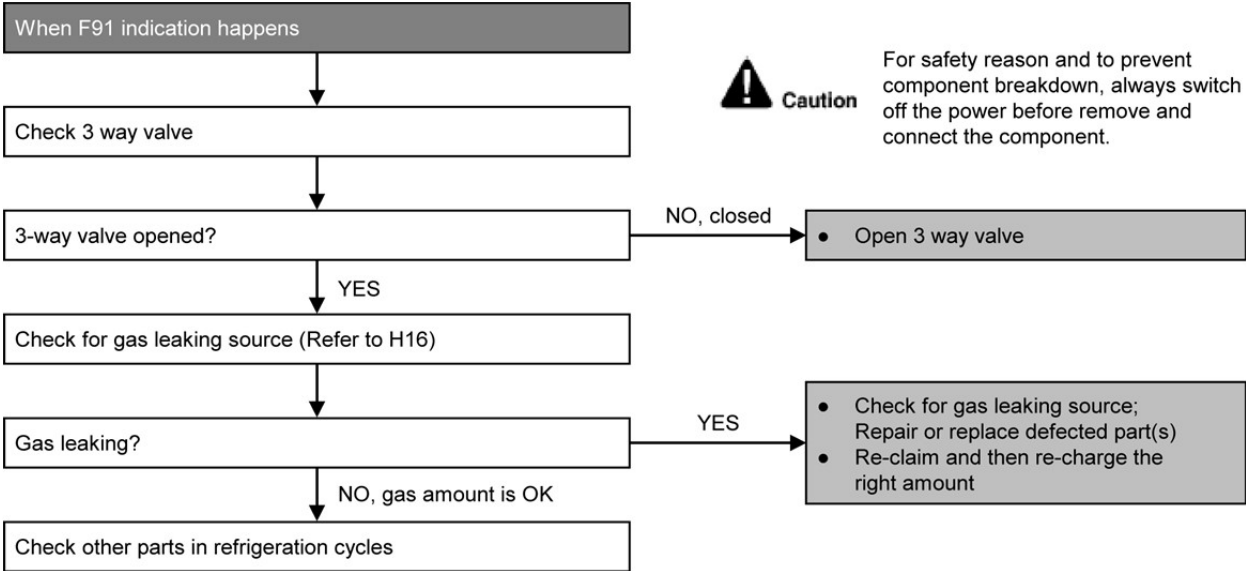 When F91 indication happens
Caution
For safety reason and to prevent
component breakdown, always switch
off the power before remove and
connect the component.
Check 3 way valve
3-way valve opened?
NO, closed
● Open 3 way valve
YES
Check for gas leaking source (Refer to H16)
Gas leaking?
YES
● Check for gas leaking source;
Repair or replace defected part(s)
● Re-claim and then re-charge the
right amount
NO, gas amount is OK
Check other parts in refrigeration cycles